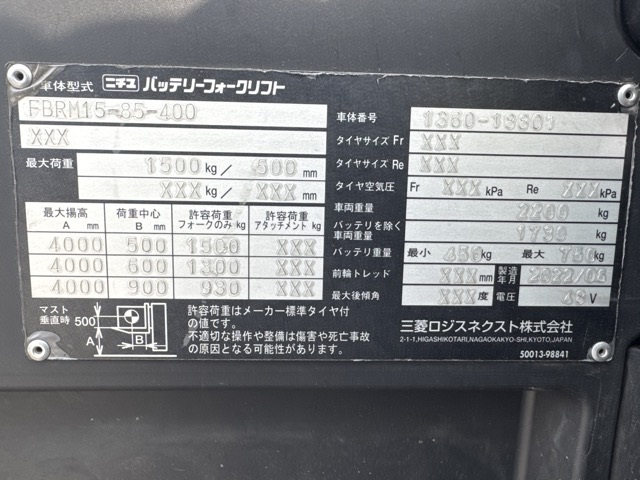 車体型式 ニチユ バッテリーフォークリフト
FBRM15-85-400
XXX
最大荷重 1500 kg / 500 mm
XXX kg / XXX mm
最大揚高 A mm 荷重中心 B mm 許容荷重 フォークのみ kg 許容荷重 アタッチメント kg
4000 500 1500 XXX
4000 600 1300 XXX
4000 900 930 XXX
マスト垂直時 500 A B
許容荷重はメーカー標準タイヤ付
の値です。
不適切な操作や整備は傷害や死亡事故
の原因となる可能性があります。
車体番号
タイヤサイズ Fr XXX
タイヤサイズ Re XXX
タイヤ空気圧 Fr XXX kPa Re XXX kPa
車両重量 2200 kg
バッテリを除く車両重量 kg
バッテリ重量 最小 450 kg 最大 750 kg
前輪トレッド XXX mm 製造年月
最大後傾角 XXX 度 電圧 48 V
三菱ロジスネクスト株式会社
2-1-1,HIGASHIKOTARI,NAGAOKAKYO-SHI,KYOTO,JAPAN
50013-98841